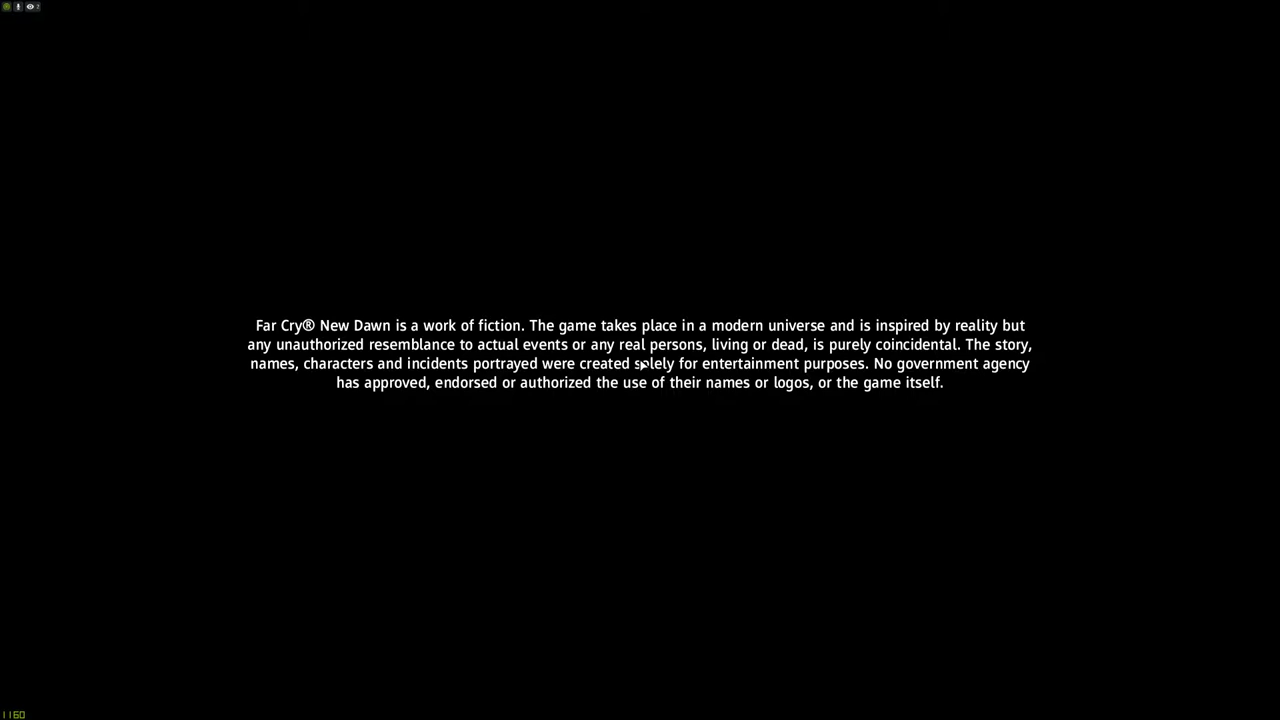 2
Far Cry® New Dawn is a work of fiction. The game takes place in a modern universe and is inspired by reality but
any unauthorized resemblance to actual events or any real persons, living or dead, is purely coincidental. The story,
names, characters and incidents portrayed were created solely for entertainment purposes. No government agency
has approved, endorsed or authorized the use of their names or logos, or the game itself.
1160